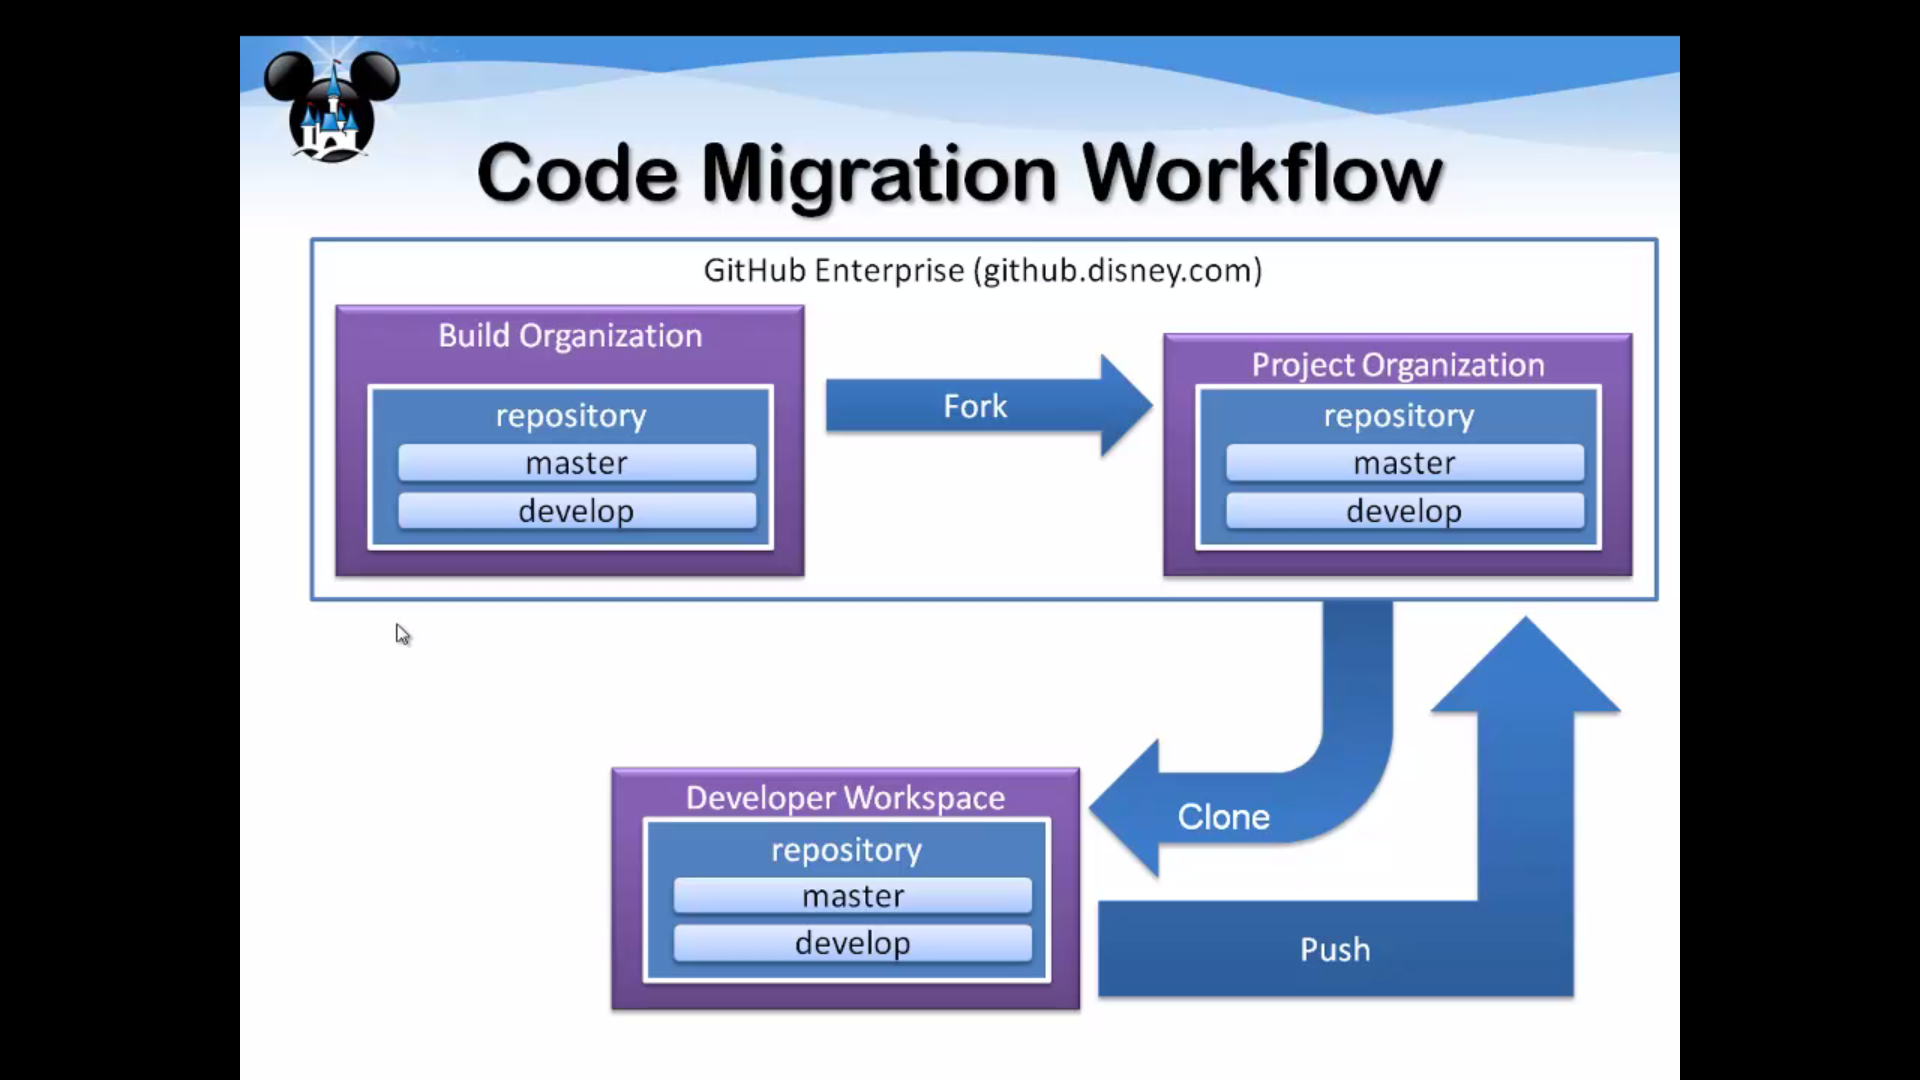 Code Migration Workflow
GitHub Enterprise (github.disney.com)
Build Organization
repository
master
develop
Fork
Project Organization
repository
master
develop
Clone
Developer Workspace
repository
master
develop
Push